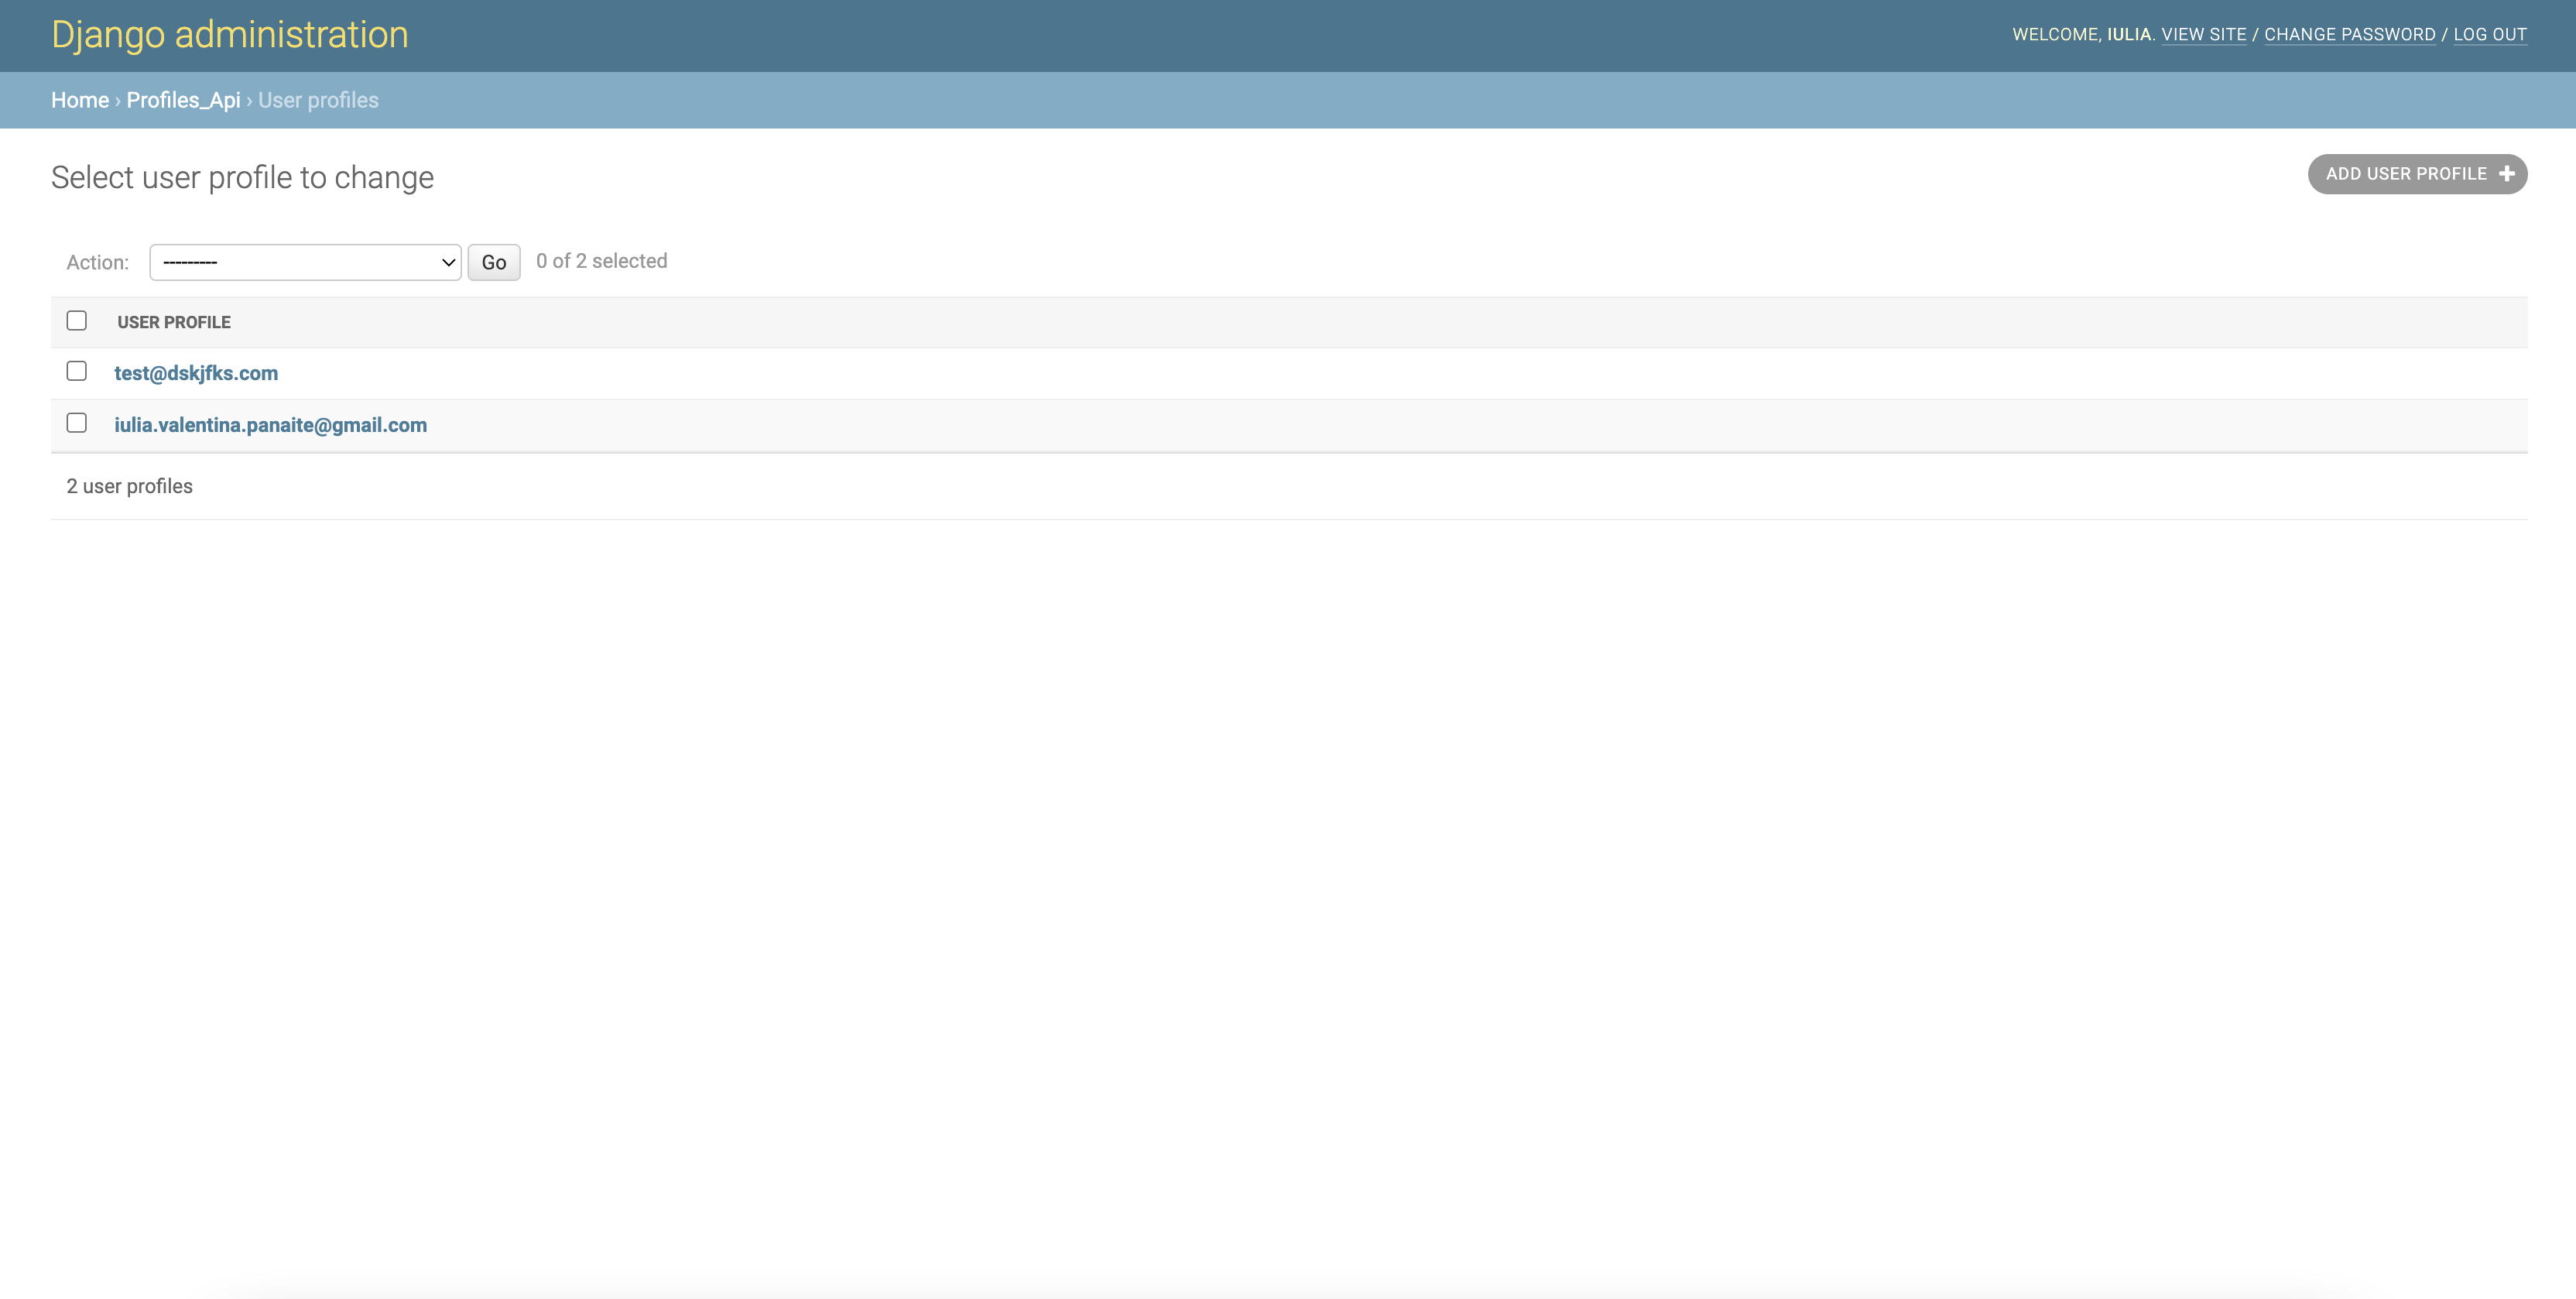 Django administration
WELCOME, IULIA. VIEW SITE / CHANGE PASSWORD / LOG OUT
Home › Profiles_Api › User profiles
Select user profile to change
ADD USER PROFILE
Action: --------- Go 0 of 2 selected
USER PROFILE
test@dskjfks.com
iulia.valentina.panaite@gmail.com
2 user profiles